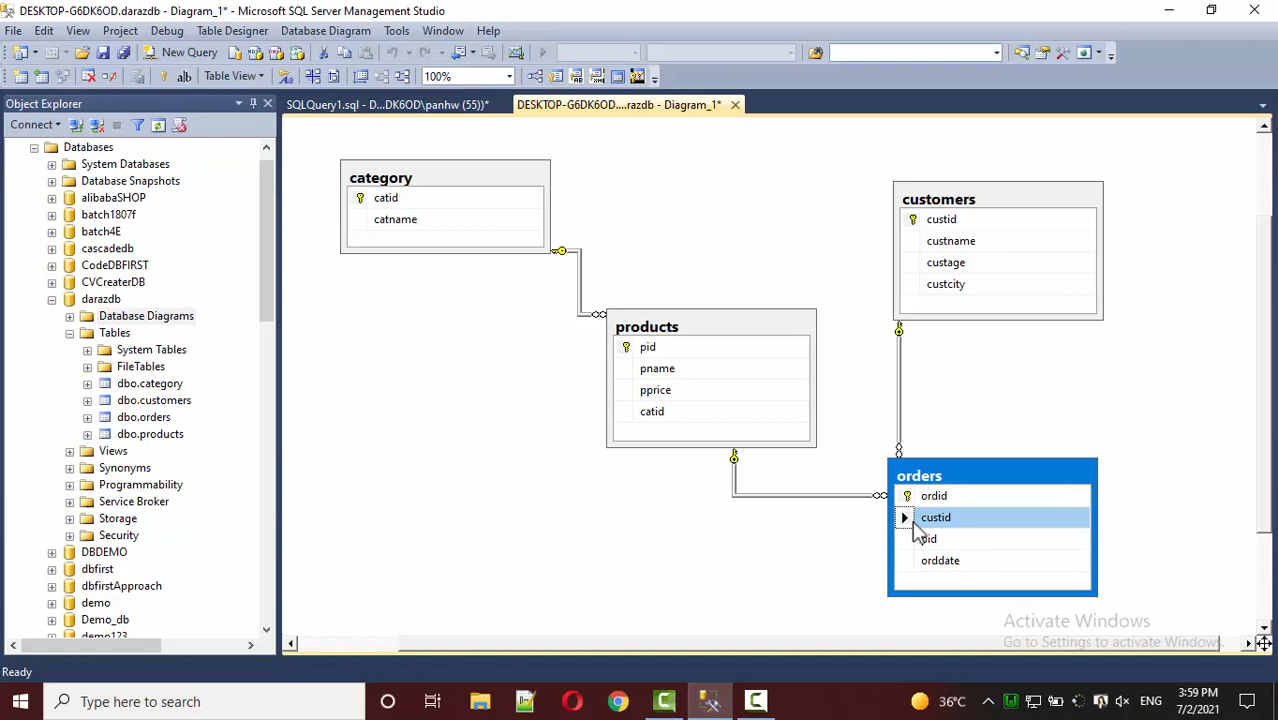 DESKTOP-G6DK6OD.darazdb - Diagram_1* - Microsoft SQL Server Management Studio
File Edit View Project Debug Table Designer Database Diagram Tools Window Help
New Query
Table View 100%
Object Explorer
SQLQuery1.sql - D...DK6OD\panhw (55))*
DESKTOP-G6DK6OD....razdb - Diagram_1*
Connect
Databases
System Databases
Database Snapshots
alibabaSHOP
batch1807f
batch4E
cascadedb
CodeDBFIRST
CVCreaterDB
darazdb
Database Diagrams
Tables
System Tables
FileTables
dbo.category
dbo.customers
dbo.orders
dbo.products
Views
Synonyms
Programmability
Service Broker
Storage
Security
DBDEMO
dbfirst
dbfirstApproach
demo
Demo_db
demo123
category
catid
catname
products
pid
pname
pprice
catid
customers
custid
custname
custage
custcity
orders
ordid
custid
orddate
Activate Windows
Go to Settings to activate Windows.
Ready
Type here to search
36°C
ENG
3:59 PM
7/2/2021